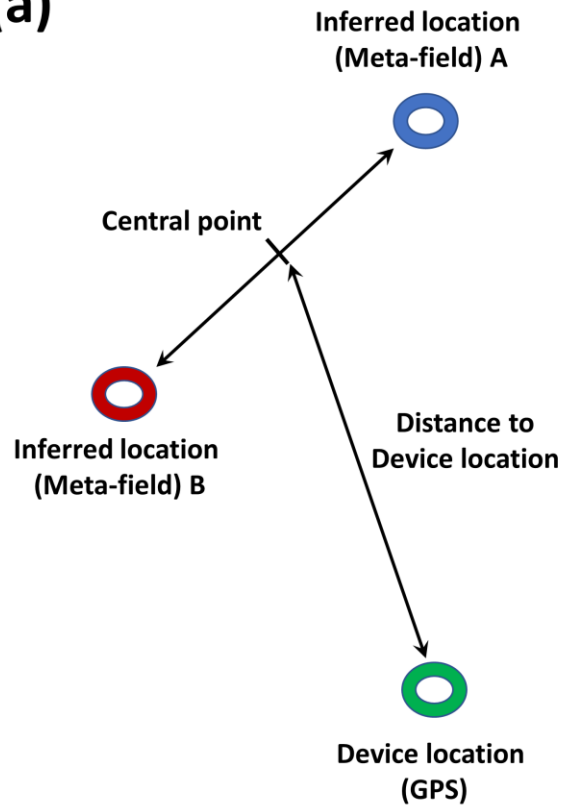 (a)
Inferred location
(Meta-field) A
Central point
Inferred location
(Meta-field) B
Distance to
Device location
Device location
(GPS)